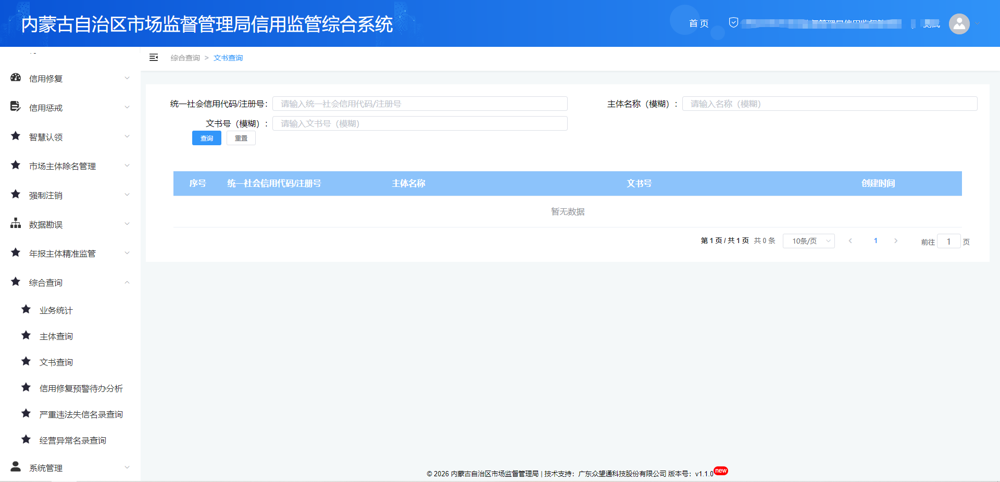 内蒙古自治区市场监督管理局信用监管综合系统
首页
综合查询 > 文书查询
信用修复
信用惩戒
智慧认领
市场主体除名管理
强制注销
数据勘误
年报主体精准监管
综合查询
业务统计
主体查询
文书查询
信用修复预警待办分析
严重违法失信名录查询
经营异常名录查询
系统管理
统一社会信用代码/注册号： 请输入统一社会信用代码/注册号
主体名称（模糊）： 请输入名称（模糊）
文书号（模糊）： 请输入文书号（模糊）
查询 重置
序号 统一社会信用代码/注册号 主体名称 文书号 创建时间
暂无数据
第 1 页 / 共 1 页 共 0 条 10条/页 < 1 > 前往 1 页
© 2026 内蒙古自治区市场监督管理局 | 技术支持：广东众望通科技股份有限公司 版本号：v1.1.0 new